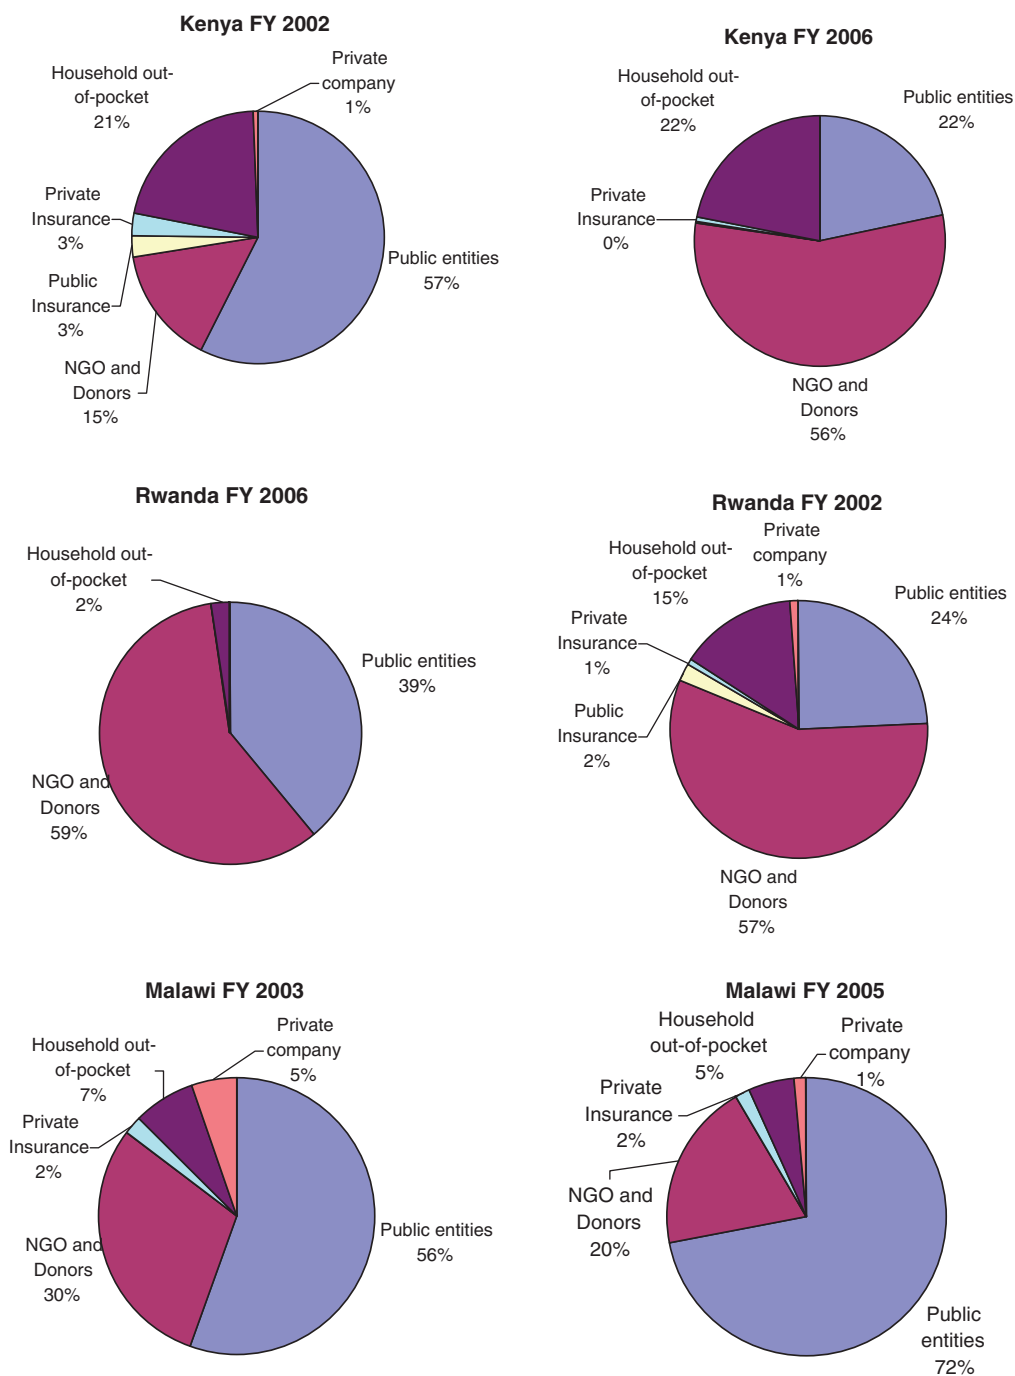 Kenya FY 2002
Private
company
1%
Household out-
of-pocket
21%
Private
Insurance
3%
Public
Insurance
3%
NGO and
Donors
15%
Public entities
57%
Kenya FY 2006
Household out-
of-pocket
22%
Public entities
22%
Private
Insurance
0%
NGO and
Donors
56%
Rwanda FY 2006
Household out-
of-pocket
2%
Public entities
39%
NGO and
Donors
59%
Rwanda FY 2002
Private
company
1%
Household out-
of-pocket
15%
Public entities
24%
Private
Insurance
1%
Public
Insurance
2%
NGO and
Donors
57%
Malawi FY 2003
Private
company
5%
Household out-
of-pocket
7%
Private
Insurance
2%
Public entities
56%
NGO and
Donors
30%
Malawi FY 2005
Household
out-of-pocket
5%
Private
company
1%
Private
Insurance
2%
NGO and
Donors
20%
Public
entities
72%